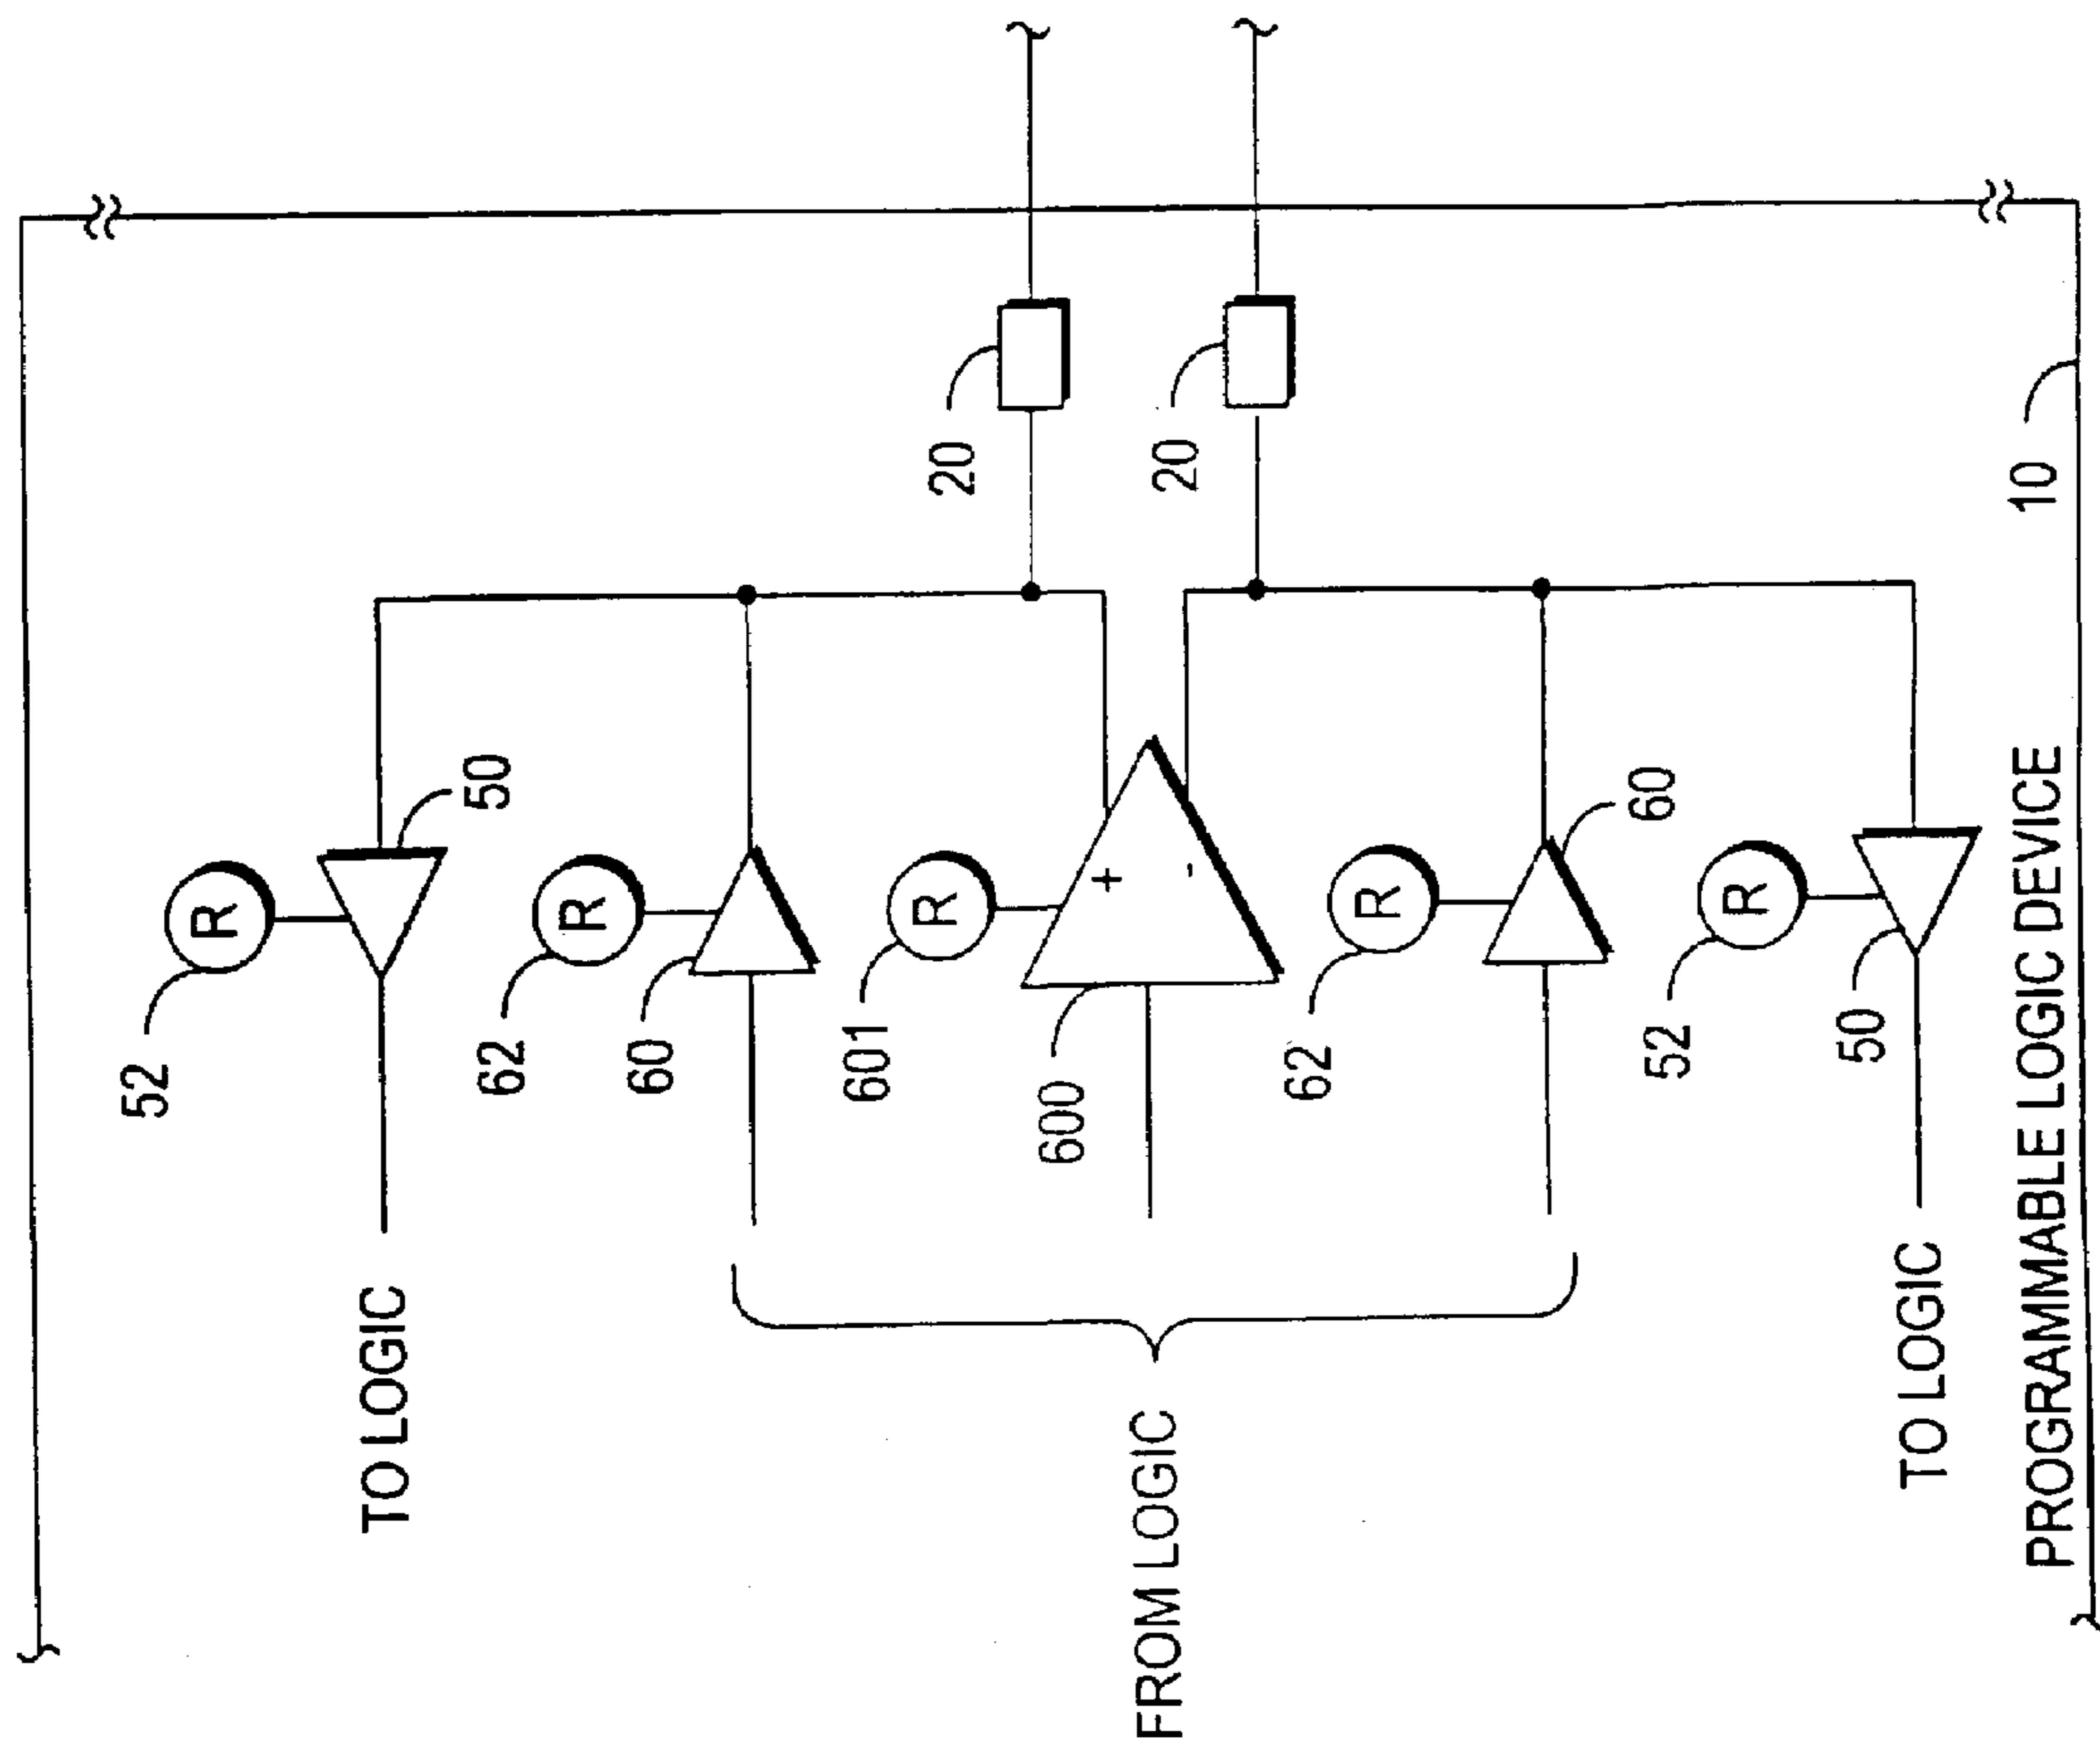 52
R
50
TO LOGIC
62
R
60
601
R
20
FROM LOGIC
600
+
-
20
62
R
60
52
R
50
TO LOGIC
10
PROGRAMMABLE LOGIC DEVICE